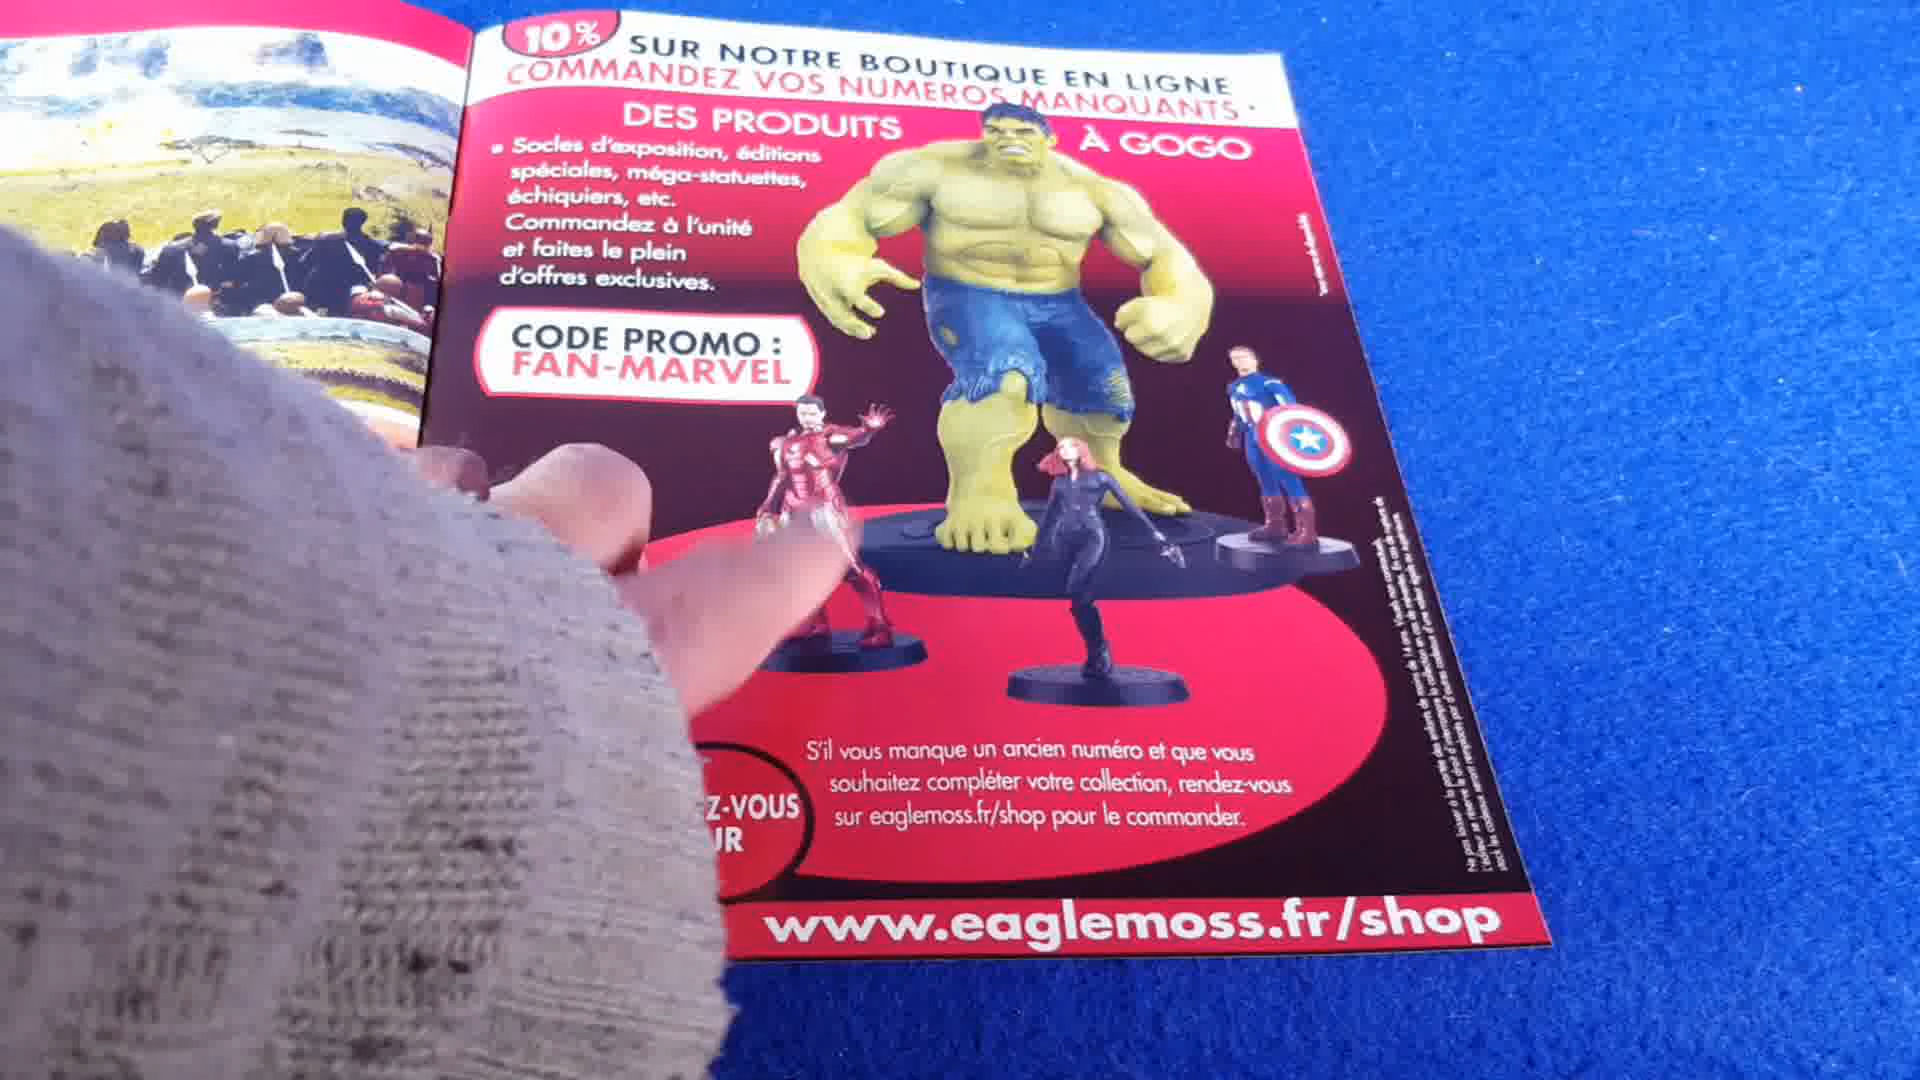 10%
SUR NOTRE BOUTIQUE EN LIGNE
COMMANDEZ VOS NUMEROS MANQUANTS
DES PRODUITS À GOGO
Socles d'exposition, éditions
spéciales, méga-statuettes,
échiquiers, etc.
Commandez à l'unité
et faites le plein
d'offres exclusives.
CODE PROMO :
FAN-MARVEL
S'il vous manque un ancien numéro et que vous
souhaitez compléter votre collection, rendez-vous
sur eaglemoss.fr/shop pour le commander.
Z-VOUS
UR
www.eaglemoss.fr/shop